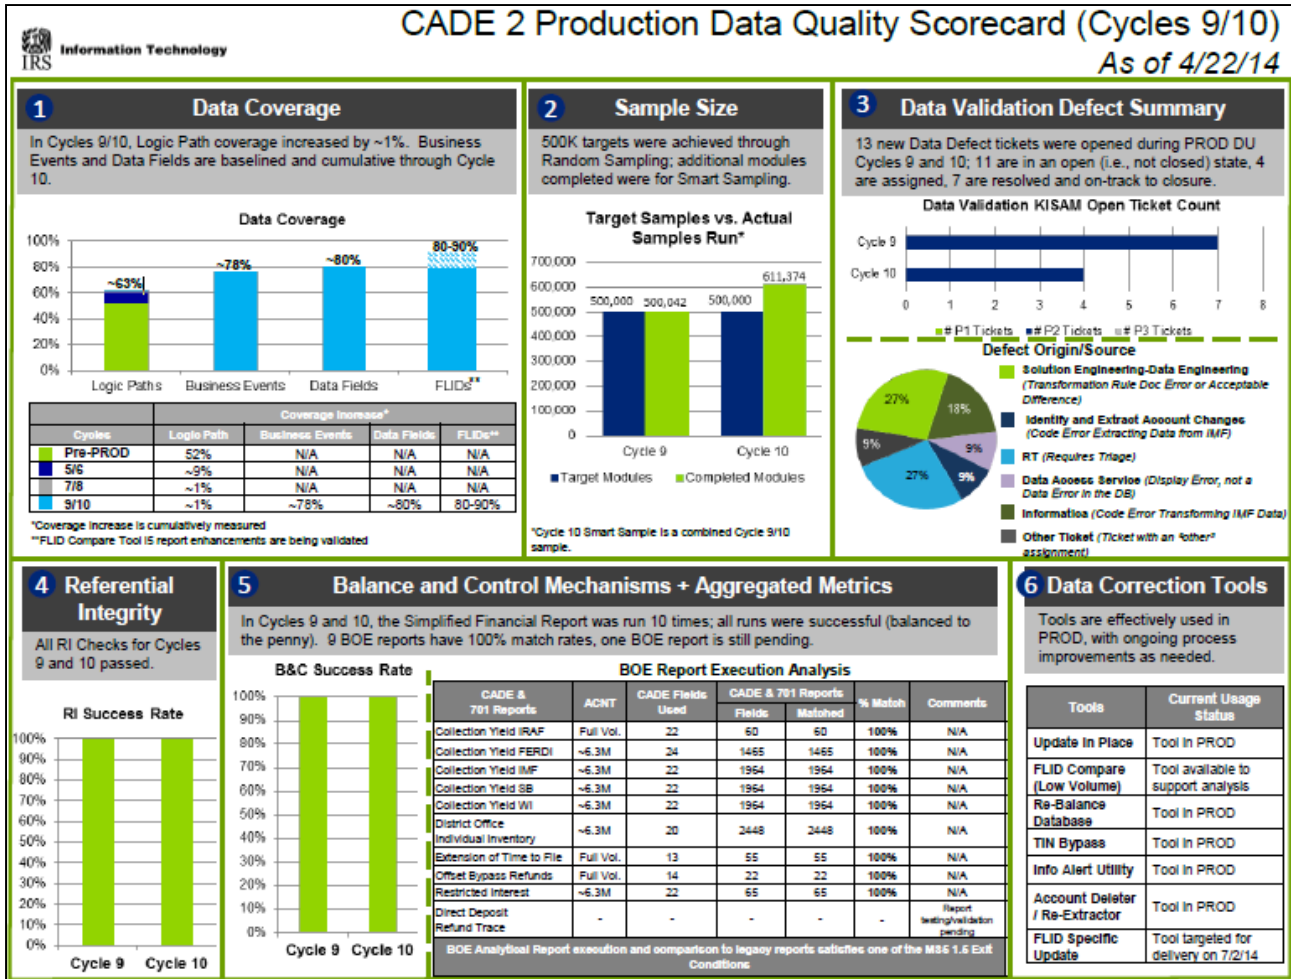 CADE 2 Production Data Quality Scorecard (Cycles 9/10)
As of 4/22/14
IRS
Information Technology
1 Data Coverage
In Cycles 9/10, Logic Path coverage increased by ~1%. Business
Events and Data Fields are baselined and cumulative through Cycle
10.
Data Coverage
100%
80%
60%
40%
20%
0%
~63%
~78%
~80%
80-90%
Logic Paths Business Events Data Fields FLIDs**
Coverage Increase*
Cycles Logic Path Business Events Data Fields FLIDs**
Pre-PROD 52% N/A N/A N/A
5/6 ~9% N/A N/A N/A
7/8 ~1% N/A N/A N/A
9/10 ~1% ~78% ~80% 80-90%
*Coverage increase is cumulatively measured
**FLID Compare Tool I5 report enhancements are being validated
2 Sample Size
500K targets were achieved through
Random Sampling; additional modules
completed were for Smart Sampling.
Target Samples vs. Actual
Samples Run*
700,000
600,000
500,000
400,000
300,000
200,000
100,000
0
500,000 500,042 500,000 611,374
Cycle 9 Cycle 10
Target Modules Completed Modules
*Cycle 10 Smart Sample is a combined Cycle 9/10
sample.
3 Data Validation Defect Summary
13 new Data Defect tickets were opened during PROD DU
Cycles 9 and 10; 11 are in an open (i.e., not closed) state, 4
are assigned, 7 are resolved and on-track to closure.
Data Validation KISAM Open Ticket Count
Cycle 9
Cycle 10
0 1 2 3 4 5 6 7 8
# P1 Tickets # P2 Tickets # P3 Tickets
Defect Origin/Source
27%
18%
9%
9%
27%
9%
Solution Engineering-Data Engineering
(Transformation Rule Doc Error or Acceptable
Difference)
Identify and Extract Account Changes
(Code Error Extracting Data from IMF)
RT (Requires Triage)
Data Access Service (Display Error, not a
Data Error in the DB)
Informatica (Code Error Transforming IMF Data)
Other Ticket (Ticket with an "other"
assignment)
4 Referential
Integrity
All RI Checks for Cycles
9 and 10 passed.
RI Success Rate
100%
90%
80%
70%
60%
50%
40%
30%
20%
10%
0%
Cycle 9 Cycle 10
5 Balance and Control Mechanisms + Aggregated Metrics
In Cycles 9 and 10, the Simplified Financial Report was run 10 times; all runs were successful (balanced to
the penny). 9 BOE reports have 100% match rates, one BOE report is still pending.
B&C Success Rate
100%
90%
80%
70%
60%
50%
40%
30%
20%
10%
0%
Cycle 9 Cycle 10
BOE Report Execution Analysis
CADE &
701 Reports
ACNT
CADE Fields
Used
CADE & 701 Reports
Fields Matched
% Match
Comments
Collection Yield IRAF Full Vol. 22 60 60 100% N/A
Collection Yield FERDI ~6.3M 24 1465 1465 100% N/A
Collection Yield IMF ~6.3M 22 1964 1964 100% N/A
Collection Yield SB ~6.3M 22 1964 1964 100% N/A
Collection Yield WI ~6.3M 22 1964 1964 100% N/A
District Office
Individual Inventory ~6.3M 20 2448 2448 100% N/A
Extension of Time to File Full Vol. 13 55 55 100% N/A
Offset Bypass Refunds Full Vol. 14 22 22 100% N/A
Restricted Interest ~6.3M 22 65 65 100% N/A
Direct Deposit
Refund Trace - - - - - Report
testing/validation
pending
BOE Analytical Report execution and comparison to legacy reports satisfies one of the MS5 1.5 Exit
Conditions
6 Data Correction Tools
Tools are effectively used in
PROD, with ongoing process
improvements as needed.
Tools Current Usage
Status
Update In Place Tool in PROD
FLID Compare
(Low Volume)
Tool available to
support analysis
Re-Balance
Database
Tool in PROD
TIN Bypass Tool in PROD
Info Alert Utility Tool in PROD
Account Deleter
/ Re-Extractor
Tool in PROD
FLID Specific
Update
Tool targeted for
delivery on 7/2/14